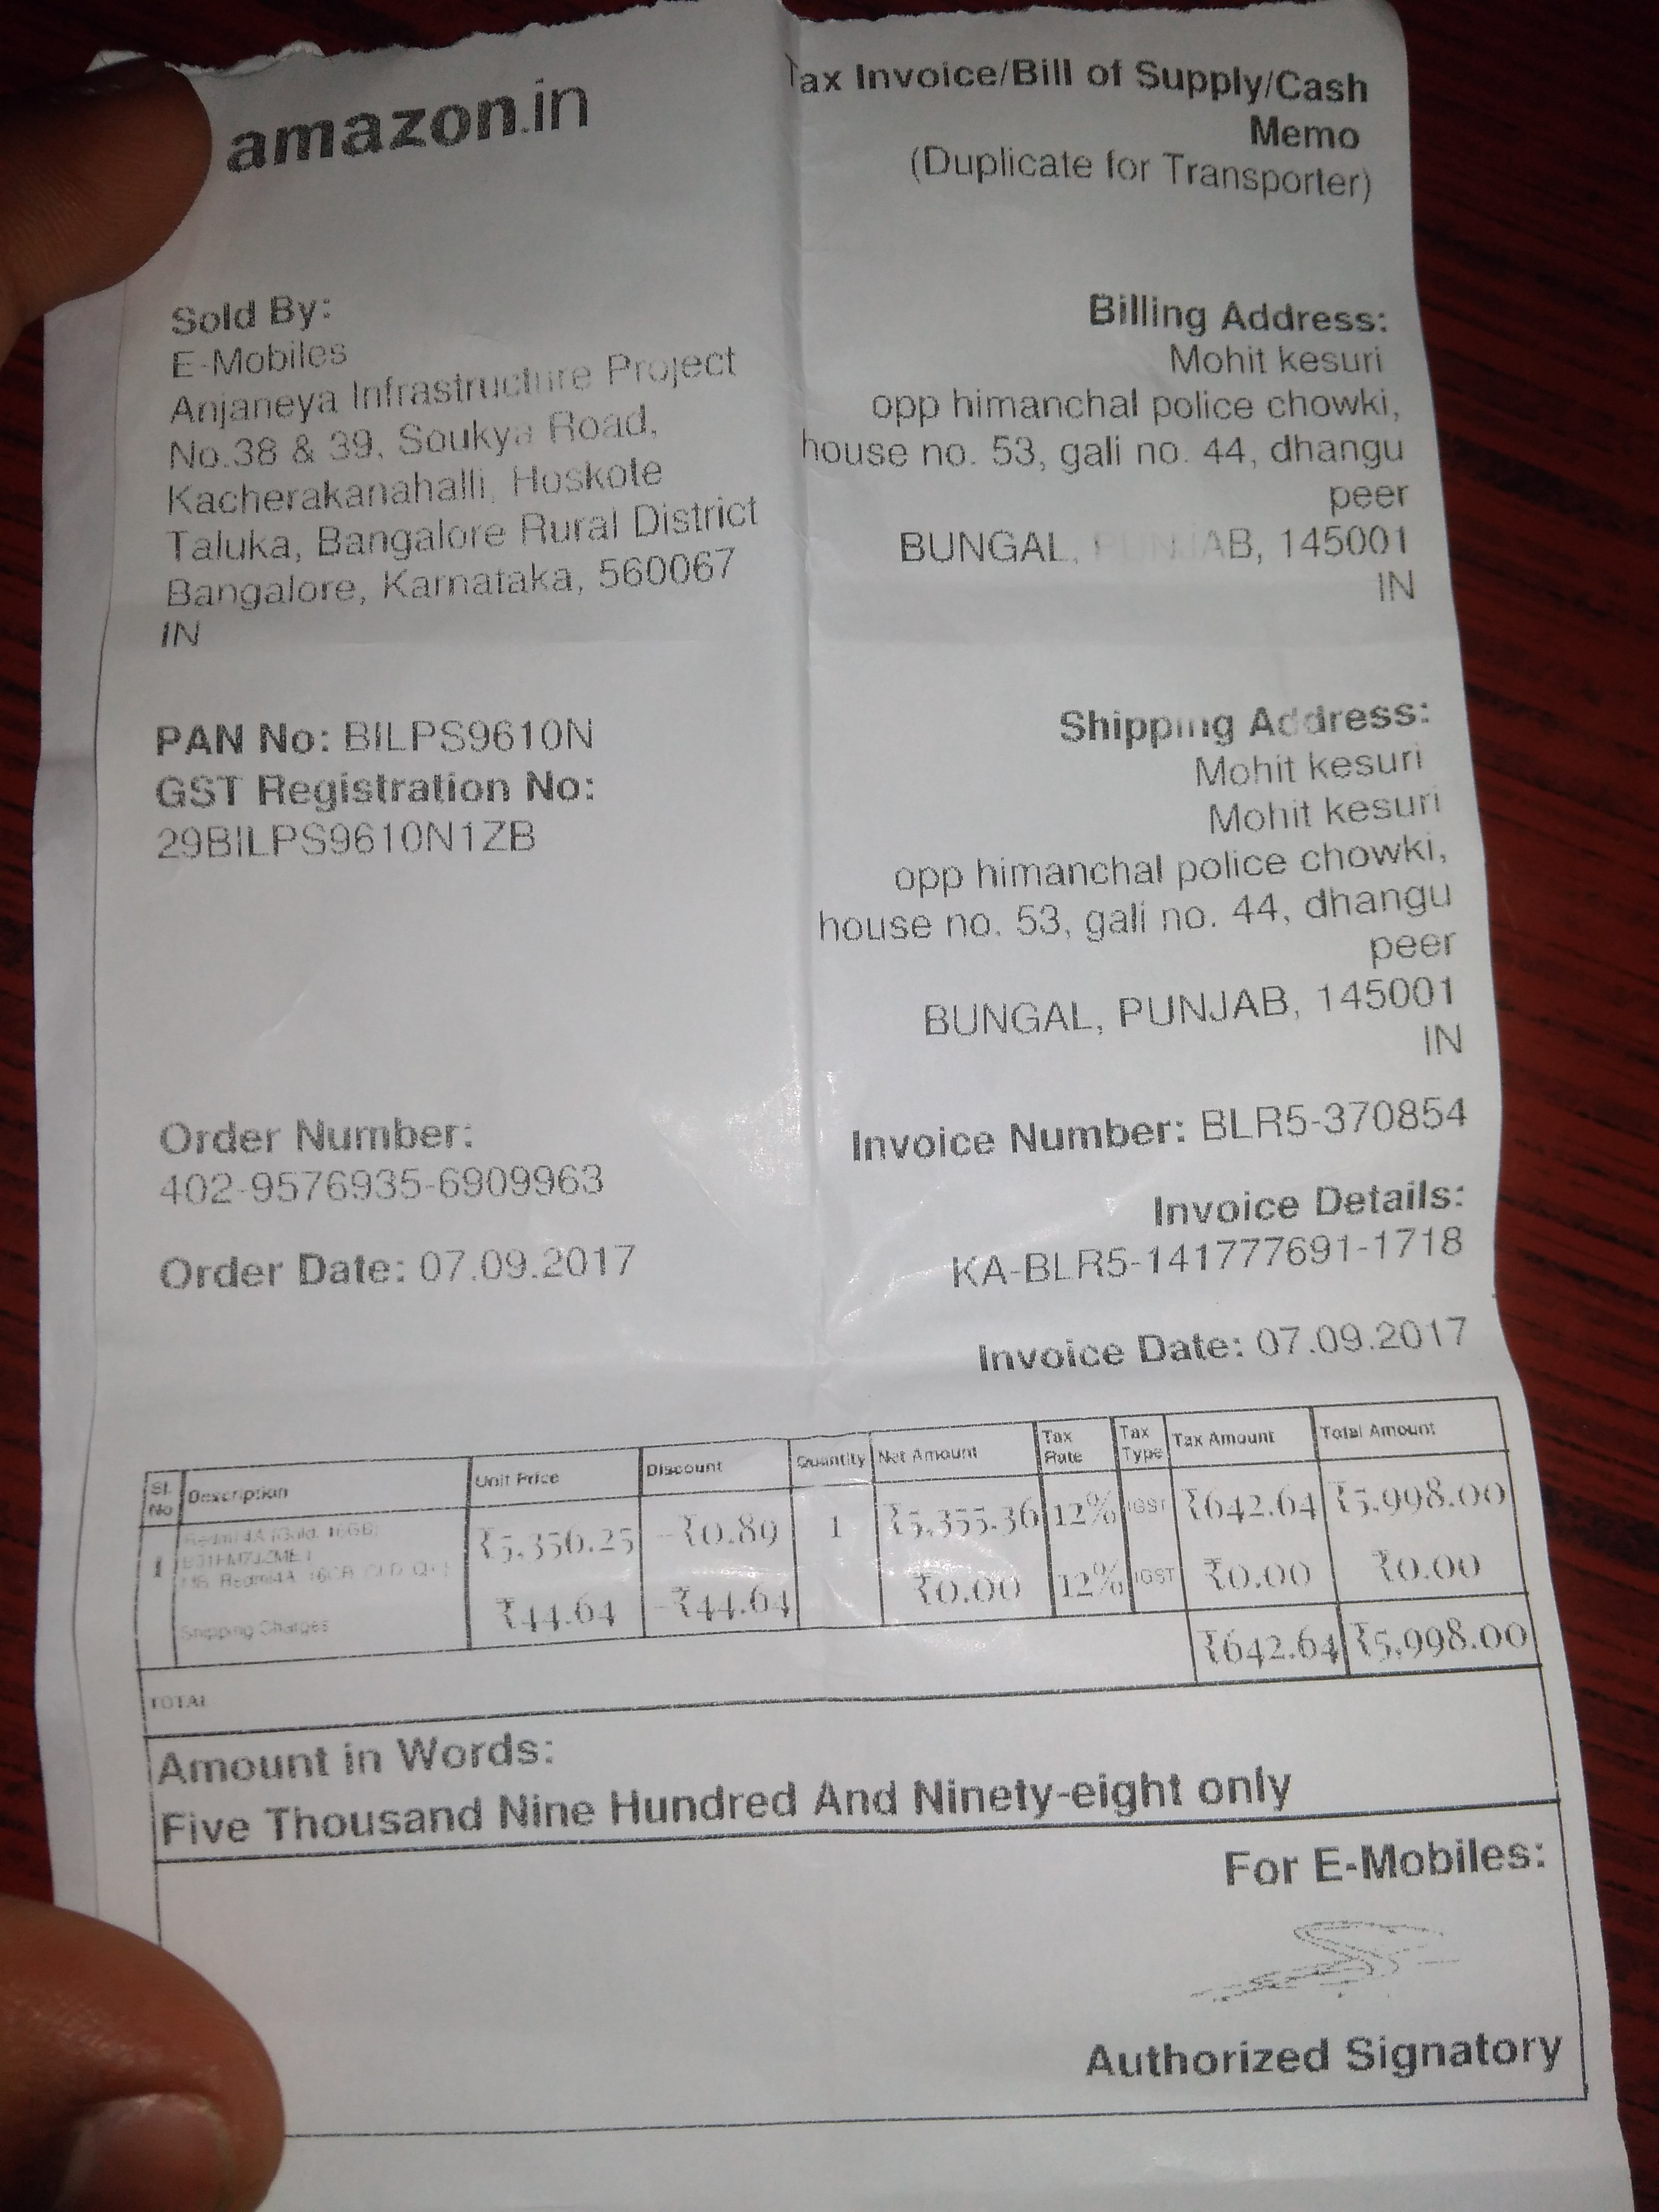 amazon.in
Tax Invoice/Bill of Supply/Cash
Memo
(Duplicate for Transporter)
Sold By:
E-Mobiles
Anjaneya Infrastructure Project
No.38 & 39, Soukya Road,
Kacherakanahalli, Hoskote
Taluka, Bangalore Rural District
Bangalore, Karnataka, 560067
IN
Billing Address:
Mohit kesuri
opp himanchal police chowki,
house no. 53, gali no. 44, dhangu
peer
BUNGAL, PUNJAB, 145001
IN
PAN No: BILPS9610N
GST Registration No:
29BILPS9610N1ZB
Shipping Address:
Mohit kesuri
Mohit kesuri
opp himanchal police chowki,
house no. 53, gali no. 44, dhangu
peer
BUNGAL, PUNJAB, 145001
IN
Order Number:
402-9576935-6909963
Order Date: 07.09.2017
Invoice Number: BLR5-370854
Invoice Details:
KA-BLR5-141777691-1718
Invoice Date: 07.09.2017
Sl. No Description Unit Price Discount Quantity Net Amount Tax Rate Tax Type Tax Amount Total Amount
1 Redmi 4A (Gold, 16GB) ₹5,356.25 -₹0.89 1 ₹5,355.36 12% IGST ₹642.64 ₹5,998.00
Shipping Charges ₹44.64 -₹44.64 ₹0.00 12% IGST ₹0.00 ₹0.00
TOTAL ₹642.64 ₹5,998.00
Amount in Words:
Five Thousand Nine Hundred And Ninety-eight only
For E-Mobiles:
Authorized Signatory